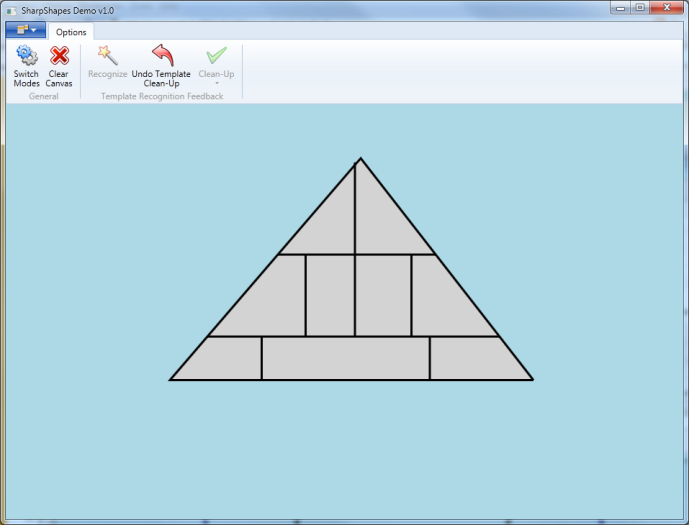 SharpShapes Demo v1.0
Options
Switch Modes
Clear Canvas
Recognize
Undo Template Clean-Up
Clean-Up
General
Template Recognition Feedback